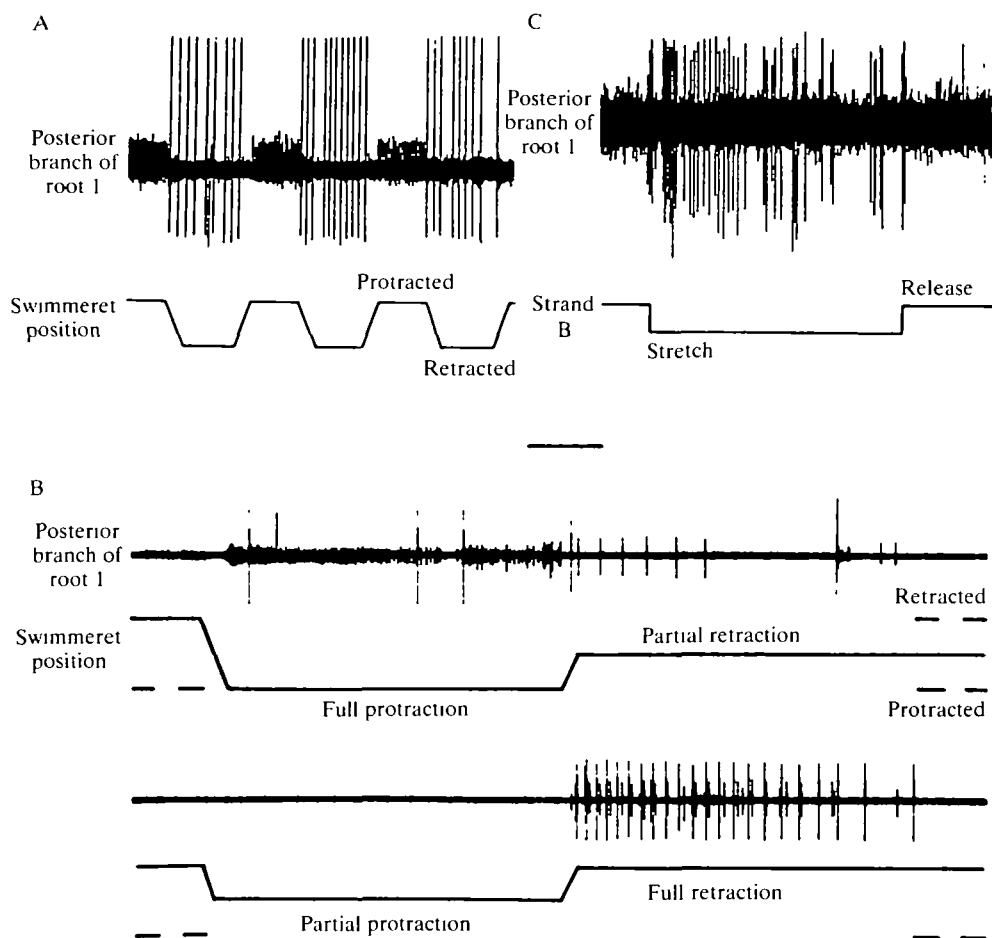 A
Posterior
branch of
root 1
Protracted
Swimmeret
position
Retracted
C
Posterior
branch of
root 1
Release
Strand
B
Stretch
B
Posterior
branch of
root 1
Retracted
Swimmeret
position
Partial retraction
Full protraction
Protracted
Full retraction
Partial protraction